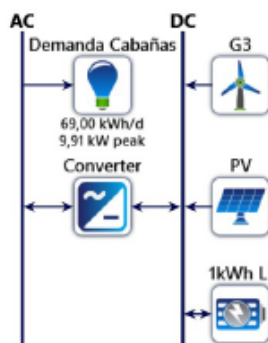 AC DC
Demanda Cabañas G3
69,00 kWh/d
9,91 kW peak
Converter PV
1kWh L